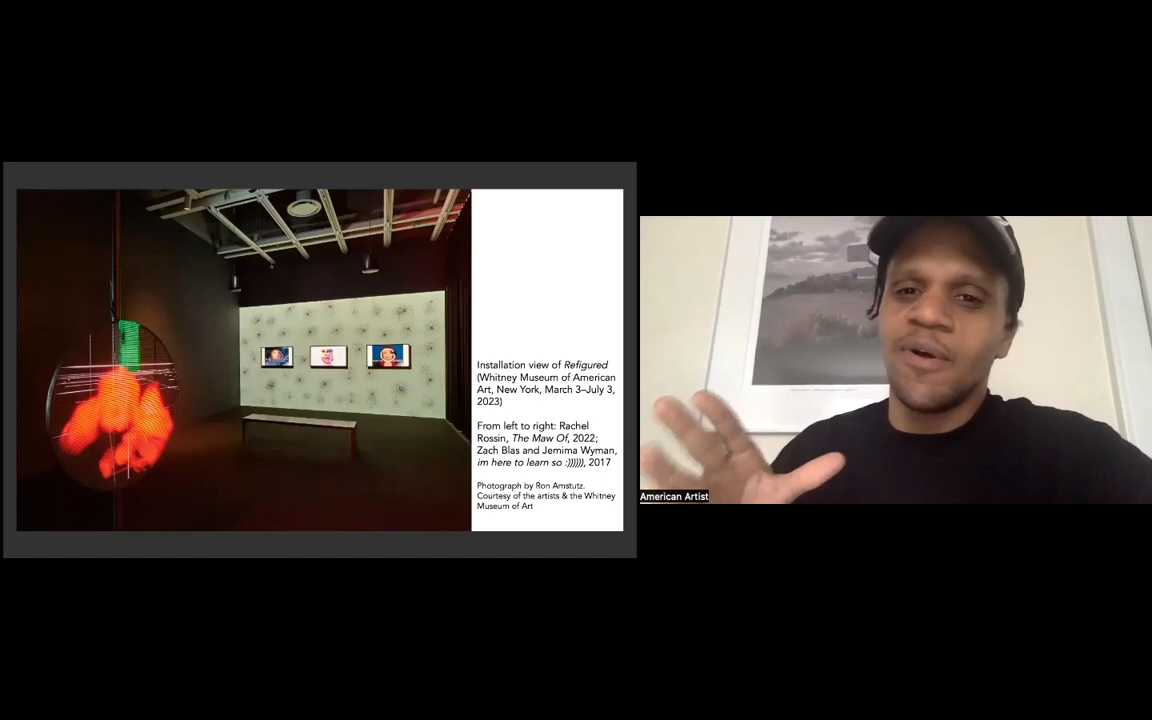 Installation view of Refigured
(Whitney Museum of American
Art, New York, March 3–July 3,
2023)
From left to right: Rachel
Rossin, The Maw Of, 2022;
Zach Blas and Jemima Wyman,
im here to learn so :)))))), 2017
Photograph by Ron Amstutz.
Courtesy of the artists & the Whitney
Museum of Art
American Artist